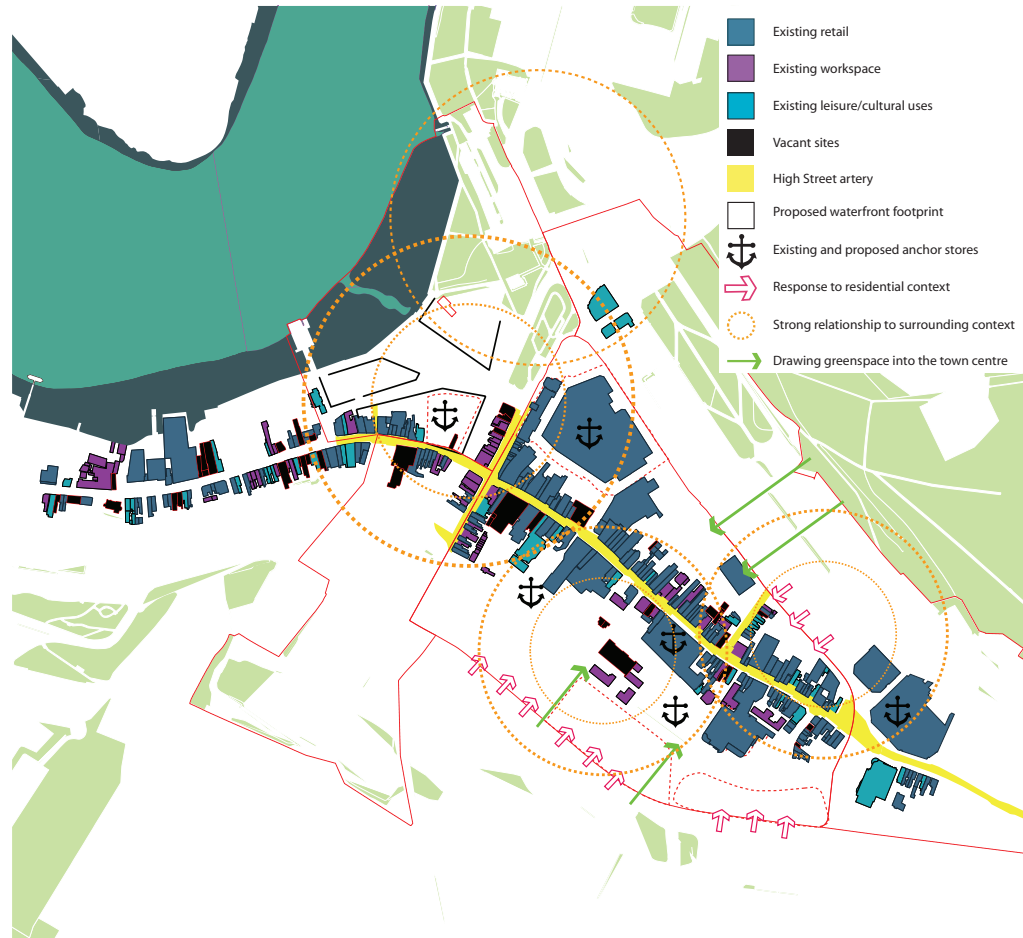 Existing retail
Existing workspace
Existing leisure/cultural uses
Vacant sites
High Street artery
Proposed waterfront footprint
Existing and proposed anchor stores
Response to residential context
Strong relationship to surrounding context
Drawing greenspace into the town centre